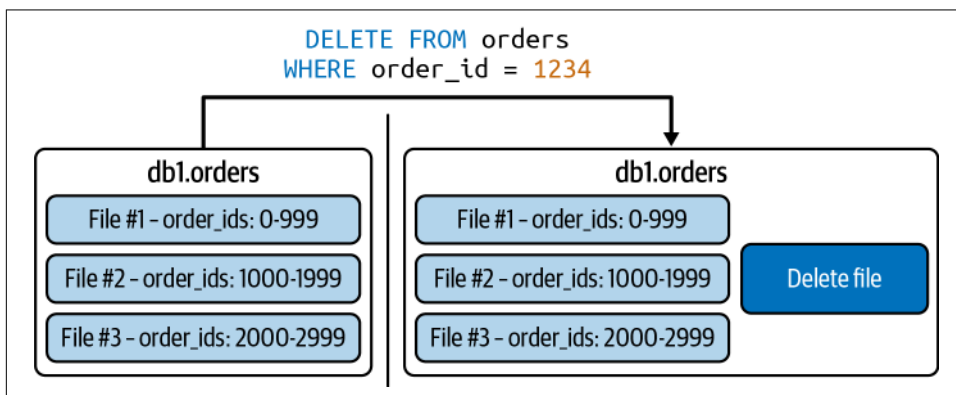 DELETE FROM orders
WHERE order_id = 1234
db1.orders
File #1 – order_ids: 0-999
File #2 – order_ids: 1000-1999
File #3 – order_ids: 2000-2999
db1.orders
File #1 – order_ids: 0-999
File #2 – order_ids: 1000-1999
File #3 – order_ids: 2000-2999
Delete file